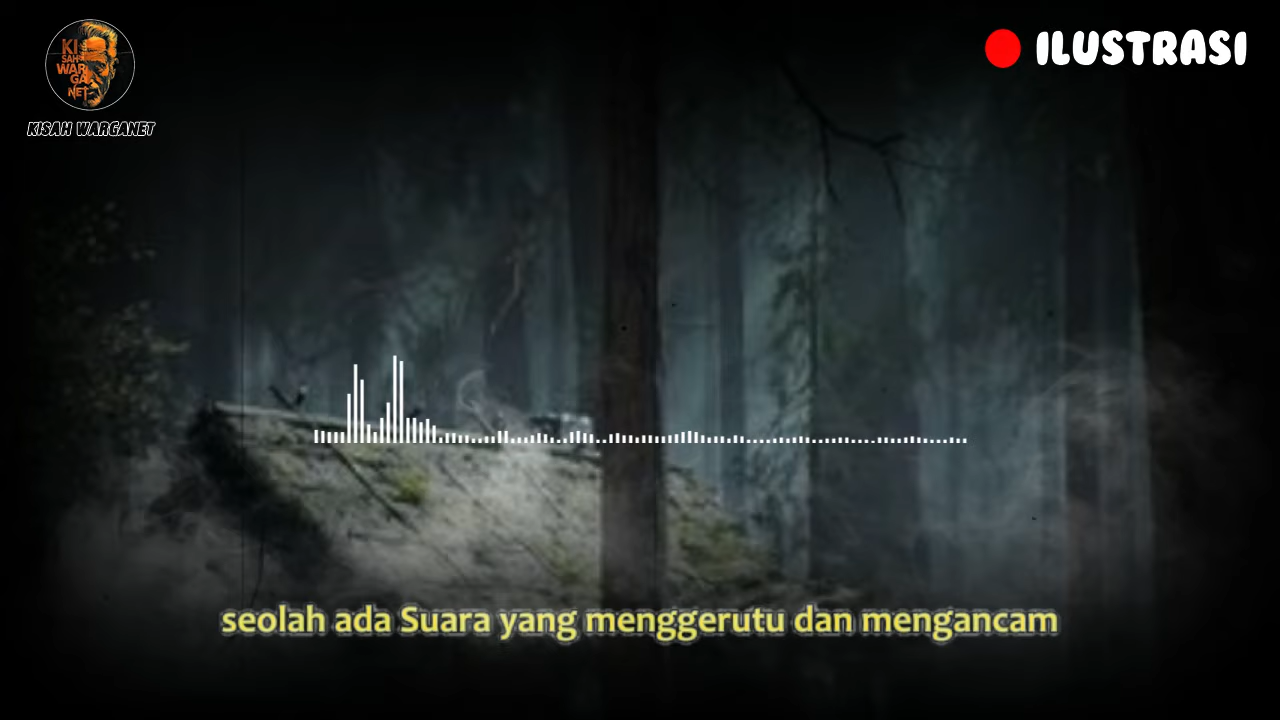 KI
SAH
WAR
GA
NET
KISAH WARGANET
ILUSTRASI
seolah ada Suara yang menggerutu dan mengancam